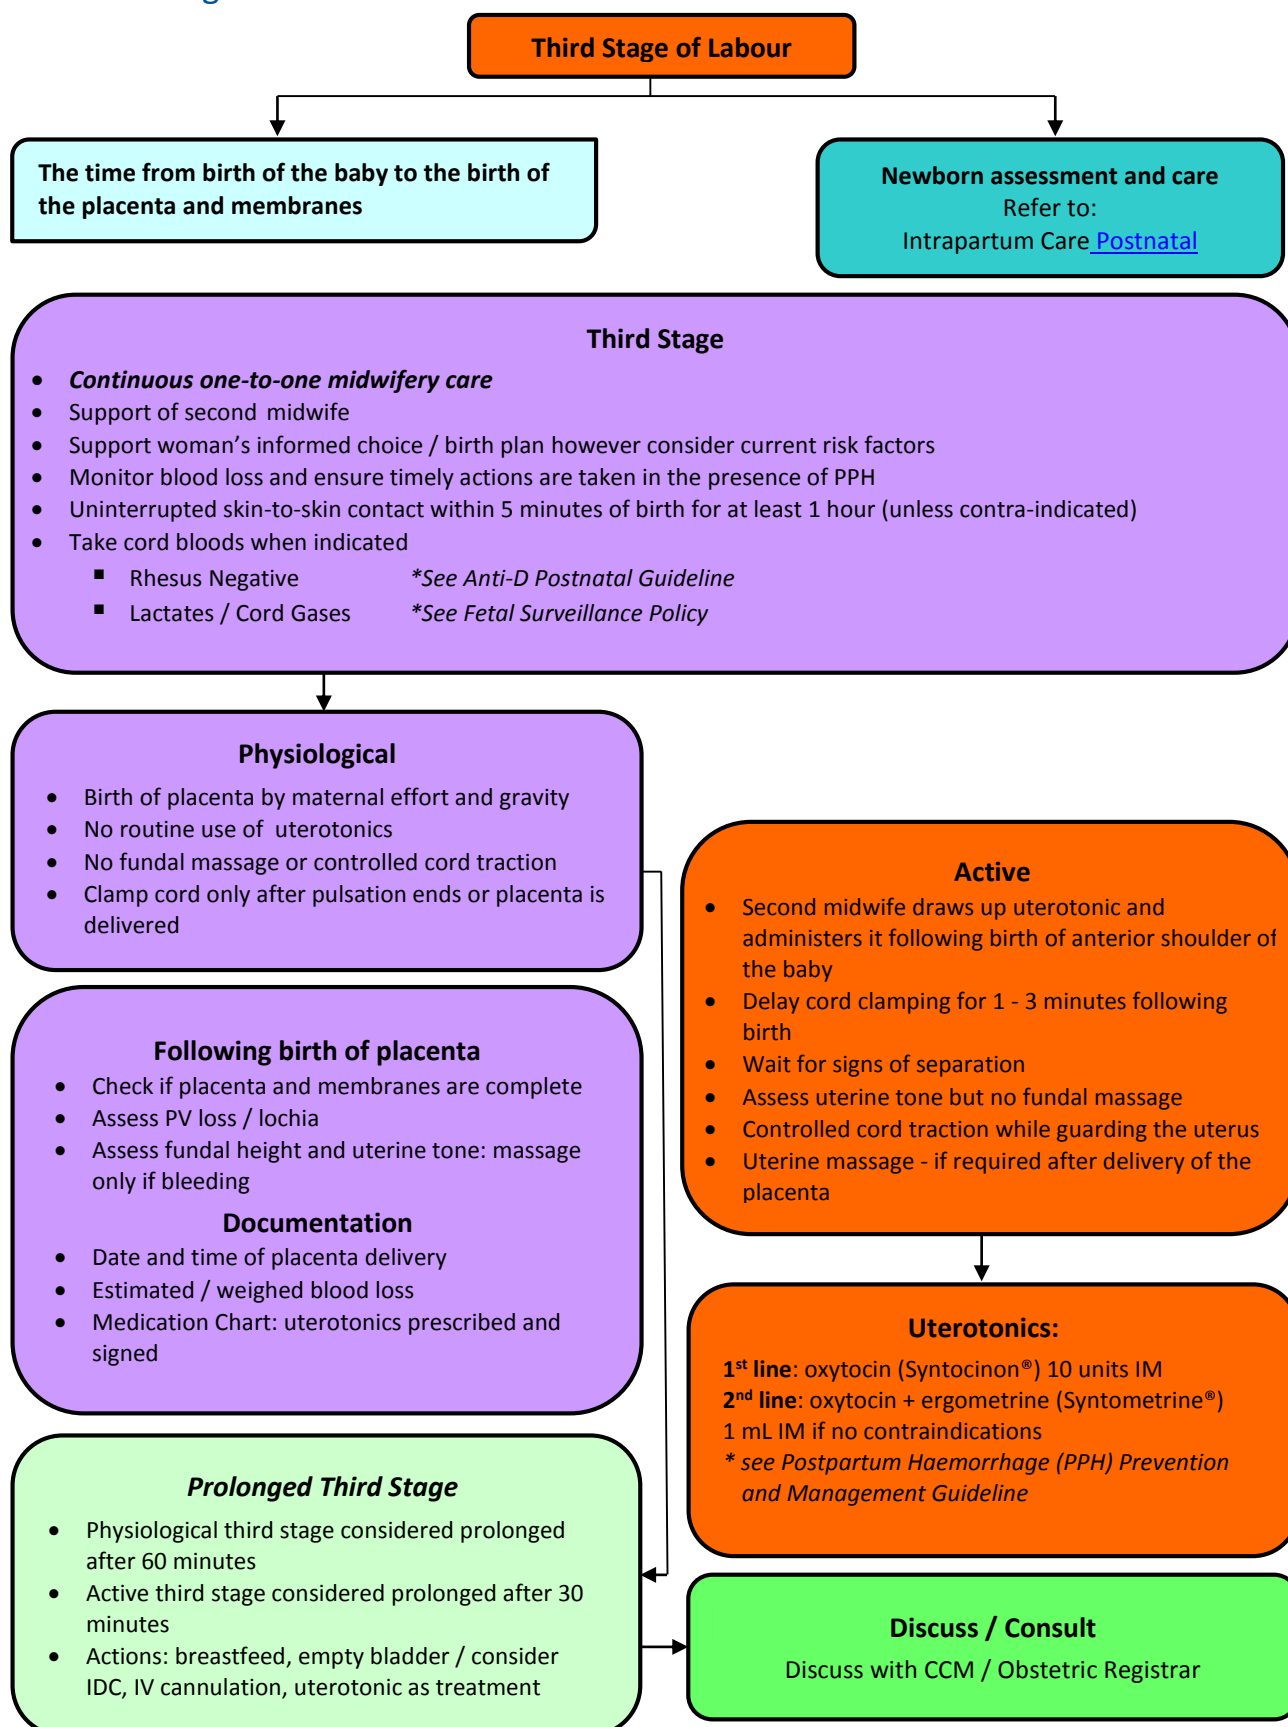 Third Stage of Labour
The time from birth of the baby to the birth of
the placenta and membranes
Newborn assessment and care
Refer to:
Intrapartum Care Postnatal
Third Stage
• Continuous one-to-one midwifery care
• Support of second midwife
• Support woman's informed choice / birth plan however consider current risk factors
• Monitor blood loss and ensure timely actions are taken in the presence of PPH
• Uninterrupted skin-to-skin contact within 5 minutes of birth for at least 1 hour (unless contra-indicated)
• Take cord bloods when indicated
▪ Rhesus Negative *See Anti-D Postnatal Guideline
▪ Lactates / Cord Gases *See Fetal Surveillance Policy
Physiological
• Birth of placenta by maternal effort and gravity
• No routine use of uterotonics
• No fundal massage or controlled cord traction
• Clamp cord only after pulsation ends or placenta is
delivered
Active
• Second midwife draws up uterotonic and
administers it following birth of anterior shoulder of
the baby
• Delay cord clamping for 1 - 3 minutes following
birth
• Wait for signs of separation
• Assess uterine tone but no fundal massage
• Controlled cord traction while guarding the uterus
• Uterine massage - if required after delivery of the
placenta
Following birth of placenta
• Check if placenta and membranes are complete
• Assess PV loss / lochia
• Assess fundal height and uterine tone: massage
only if bleeding
Documentation
• Date and time of placenta delivery
• Estimated / weighed blood loss
• Medication Chart: uterotonics prescribed and
signed
Uterotonics:
1st line: oxytocin (Syntocinon®) 10 units IM
2nd line: oxytocin + ergometrine (Syntometrine®)
1 mL IM if no contraindications
* see Postpartum Haemorrhage (PPH) Prevention
and Management Guideline
Prolonged Third Stage
• Physiological third stage considered prolonged
after 60 minutes
• Active third stage considered prolonged after 30
minutes
• Actions: breastfeed, empty bladder / consider
IDC, IV cannulation, uterotonic as treatment
Discuss / Consult
Discuss with CCM / Obstetric Registrar